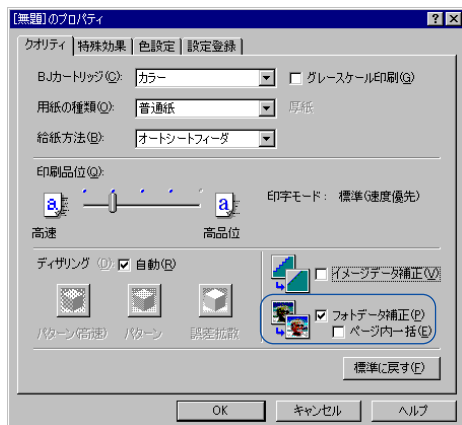 [無題]のプロパティ
クオリティ 特殊効果 色設定 設定登録
BJカートリッジ(C): カラー グレースケール印刷(G)
用紙の種類(O): 普通紙 厚紙
給紙方法(B): オートシートフィーダ
印刷品位(Q):
a a 印字モード: 標準(速度優先)
高速 高品位
ディザリング (D): 自動(R) イメージデータ補正(V)
フォトデータ補正(P)
ページ内一括(E)
パターン(高速) パターン 誤差拡散
標準に戻す(F)
OK キャンセル ヘルプ